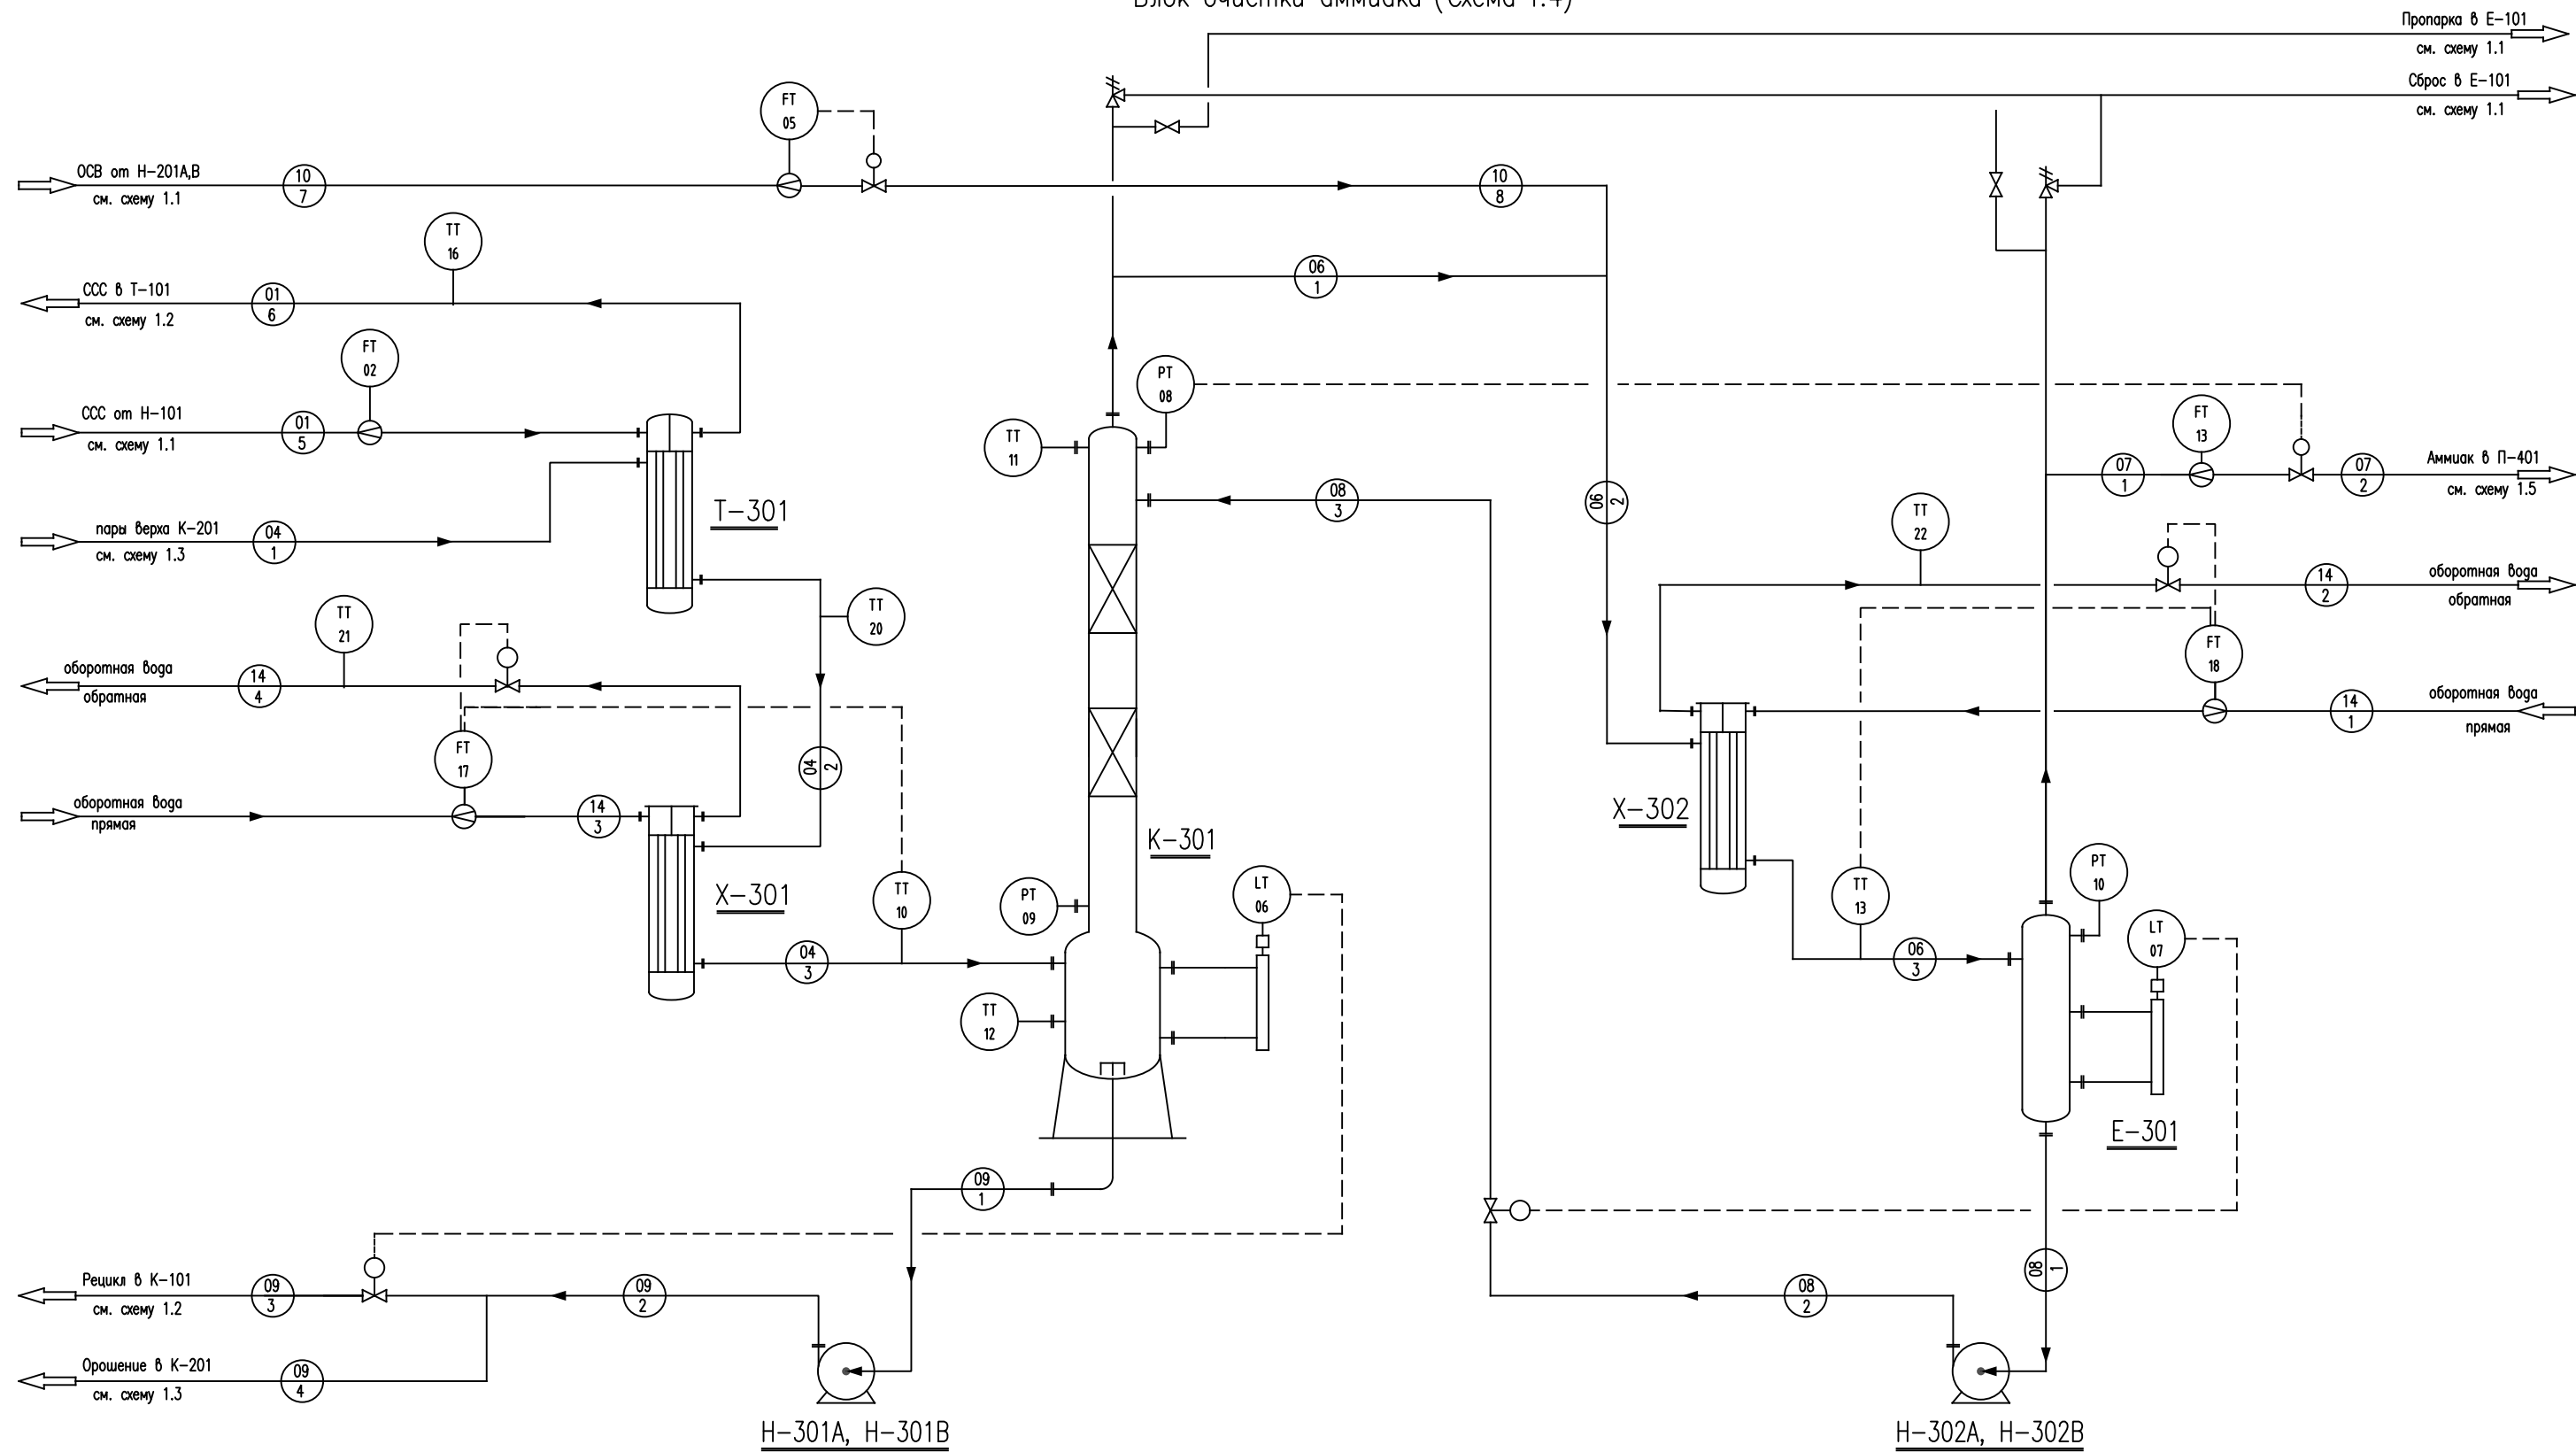 Блок очистки аммиака (Схема 1.4)
Пропарка в Е-101
см. схему 1.1
Сброс в Е-101
см. схему 1.1
FT
05
ОСВ от Н-201А,В
см. схему 1.1
10
7
10
8
TT
16
ССС в Т-101
см. схему 1.2
01
6
06
1
FT
02
ССС от Н-101
см. схему 1.1
01
5
PT
08
TT
11
FT
13
07
1
07
2
Аммиак в П-401
см. схему 1.5
Т-301
08
3
06
2
TT
22
пары верха К-201
см. схему 1.3
04
1
оборотная вода
обратная
14
2
TT
21
TT
20
FT
18
оборотная вода
обратная
14
4
оборотная вода
прямая
14
1
FT
17
04
2
оборотная вода
прямая
14
3
Х-302
К-301
Х-301
TT
10
PT
09
LT
06
TT
13
PT
10
LT
07
04
3
06
3
TT
12
Е-301
09
1
08
1
Рецикл в К-101
см. схему 1.2
09
3
09
2
08
2
Орошение в К-201
см. схему 1.3
09
4
Н-301А, Н-301В
Н-302А, Н-302В